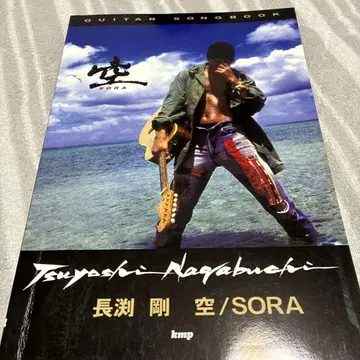 GUITAR SONGBOOK
空
SORA
Tsuyoshi Nagabuchi
長渕 剛 空/SORA
kmp